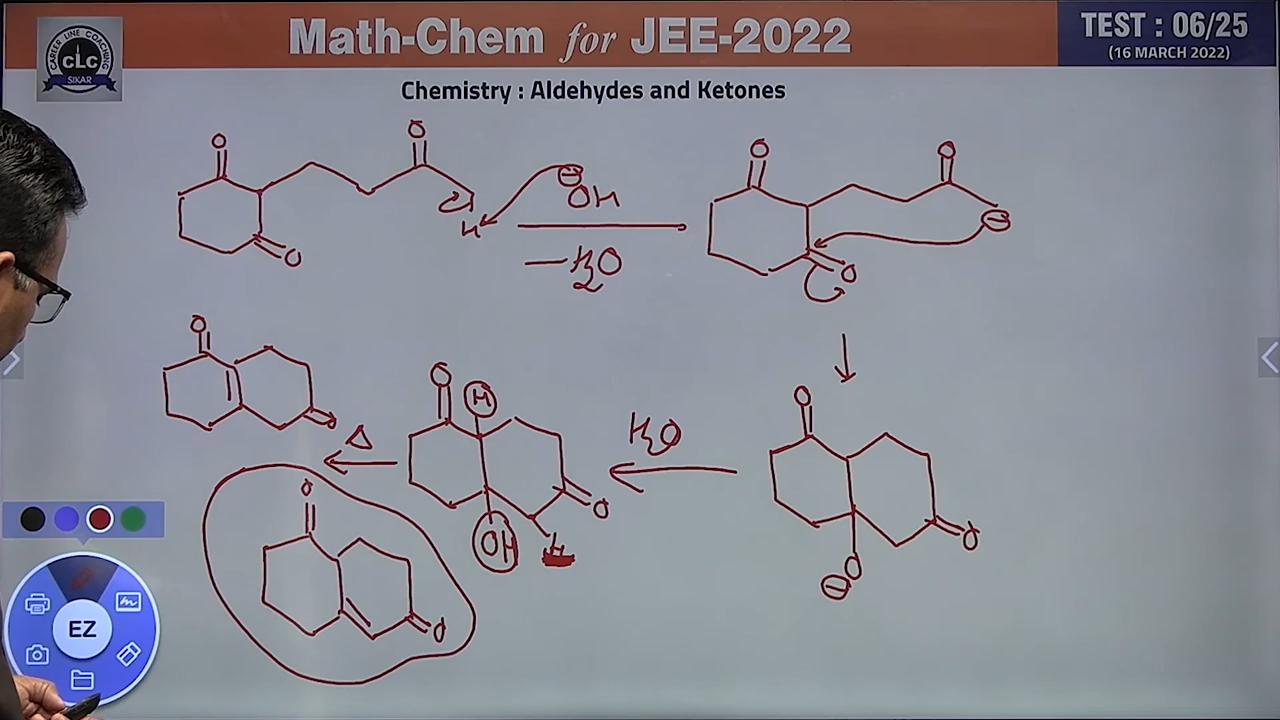 CAREER LINE COACHING
CLC
SIKAR
Math-Chem for JEE-2022
TEST : 06/25
(16 MARCH 2022)
Chemistry : Aldehydes and Ketones
O
O
O
H
⊖
OH
−H2O
O
O
O
⊖
O
O
O
⊖
H2O
O
H
O
OH
H
Δ
O
O
O
O
EZ